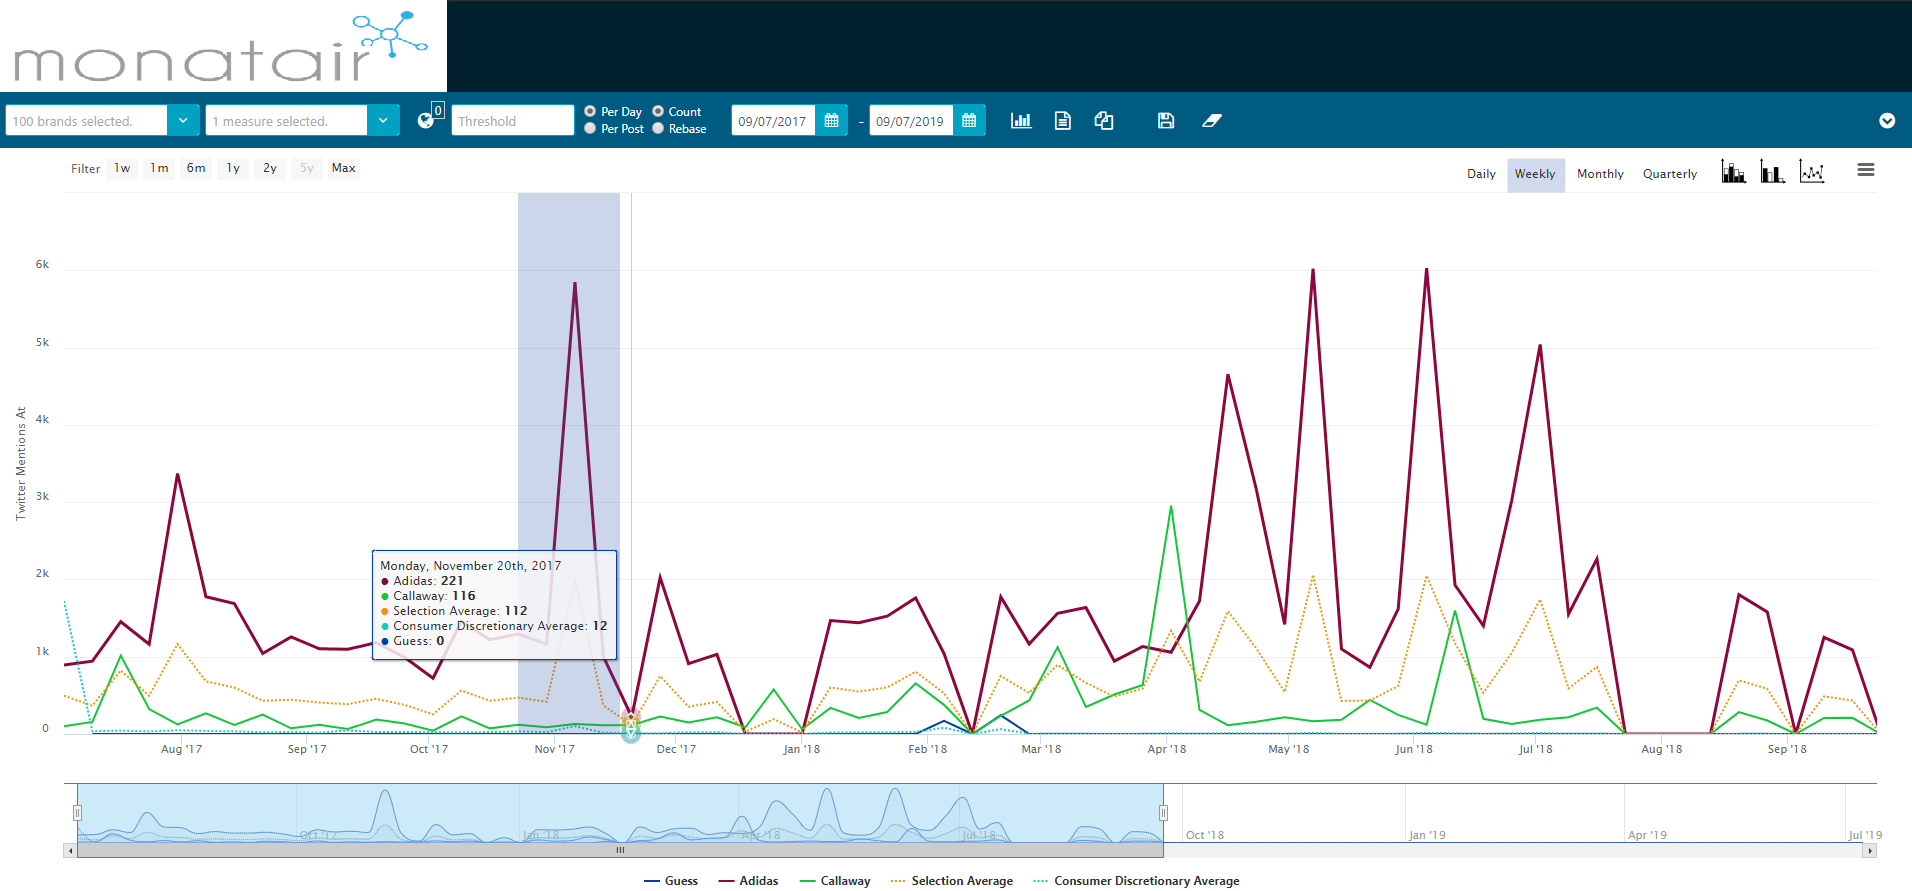 monatair
100 brands selected.
1 measure selected.
0
Threshold
Per Day
Count
Per Post
Rebase
09/07/2017
-
09/07/2019
Filter
1w
1m
6m
1y
2y
5y
Max
Daily
Weekly
Monthly
Quarterly
6k
5k
4k
3k
2k
1k
0
Twitter Mentions At
Monday, November 20th, 2017
Adidas: 221
Callaway: 116
Selection Average: 112
Consumer Discretionary Average: 12
Guess: 0
Aug '17
Sep '17
Oct '17
Nov '17
Dec '17
Jan '18
Feb '18
Mar '18
Apr '18
May '18
Jun '18
Jul '18
Aug '18
Sep '18
Oct '17
Jan '18
Apr '18
Jul '18
Oct '18
Jan '19
Apr '19
Jul '19
Guess
Adidas
Callaway
Selection Average
Consumer Discretionary Average